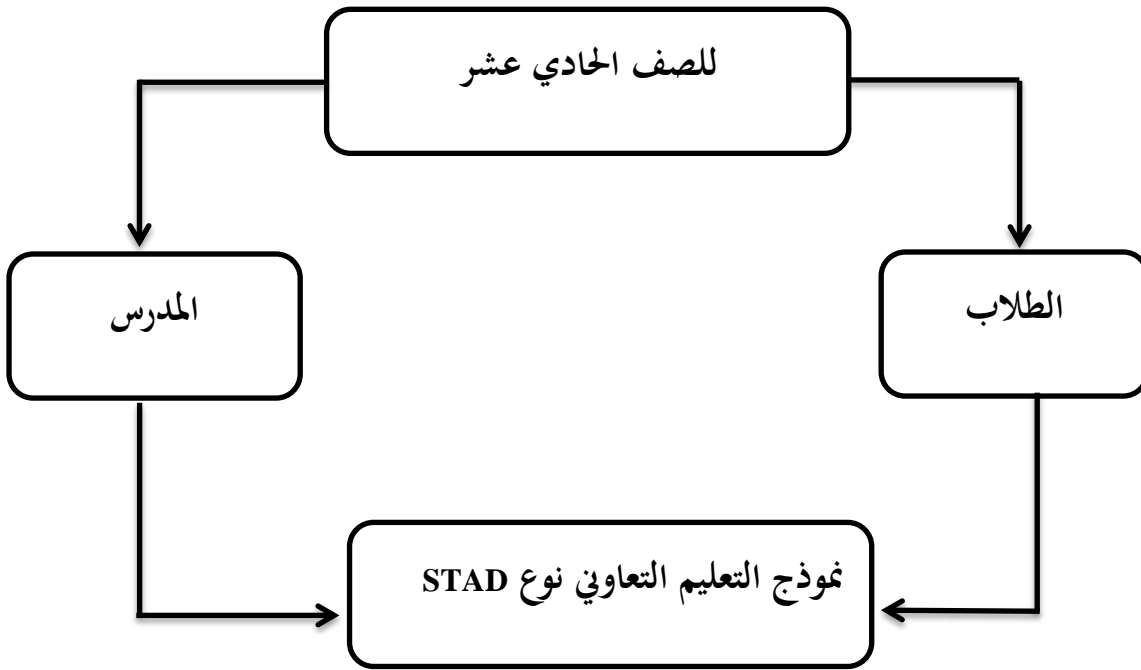 للصف الحادي عشر
الطلاب
المدرس
نموذج التعليم التعاوني نوع STAD